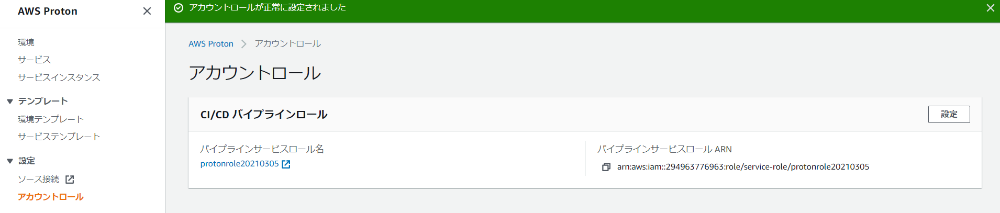 AWS Proton
環境
サービス
サービスインスタンス
テンプレート
環境テンプレート
サービステンプレート
設定
ソース接続
アカウントロール
アカウントロールが正常に設定されました
AWS Proton アカウントロール
アカウントロール
CI/CD パイプラインロール
設定
パイプラインサービスロール名
protonrole20210305
パイプラインサービスロール ARN
arn:aws:iam::294963776963:role/service-role/protonrole20210305